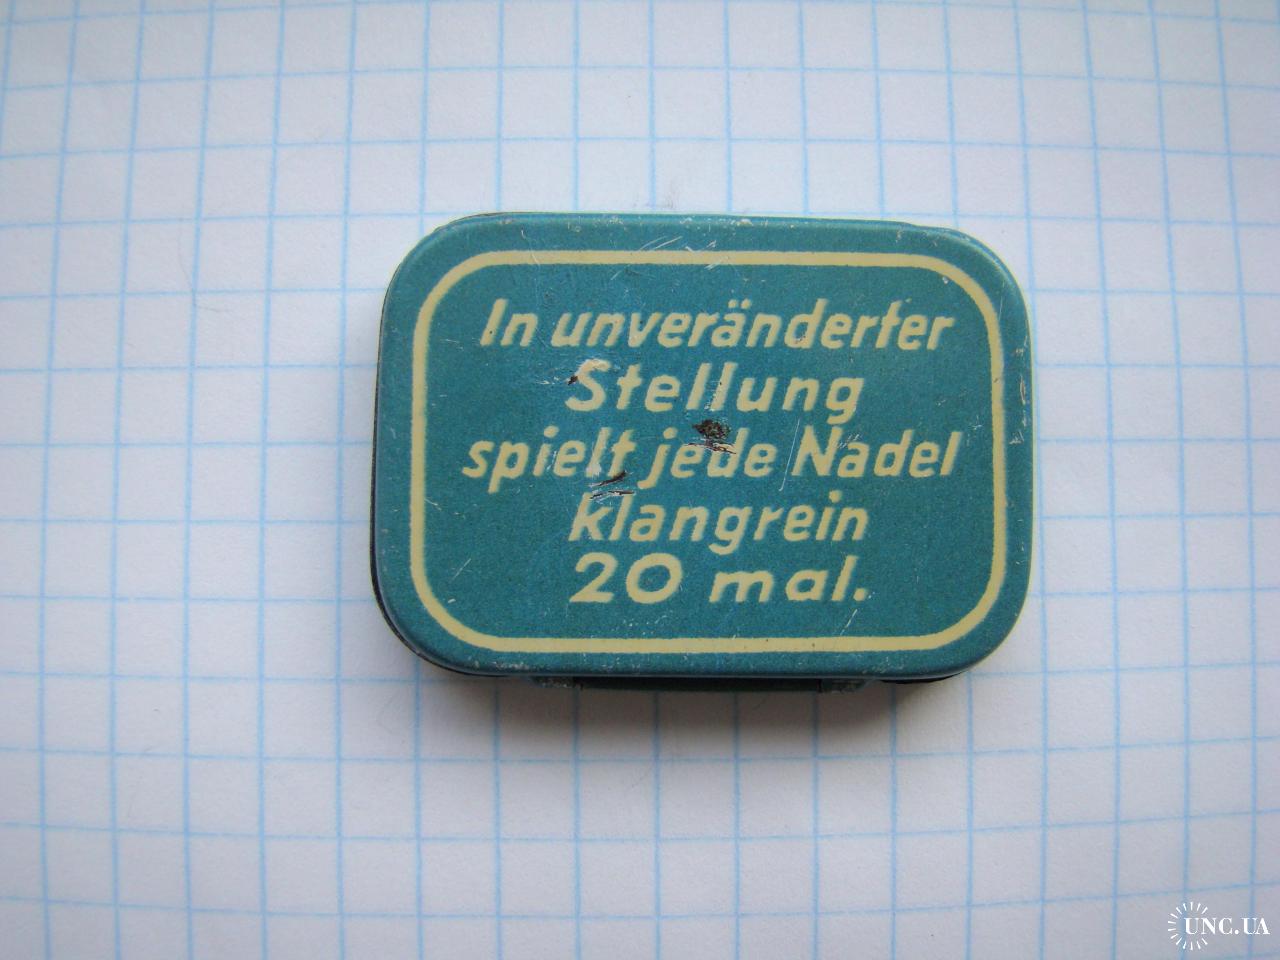 In unveränderter
Stellung
spielt jede Nadel
klangrein
20 mal.
UNC.UA